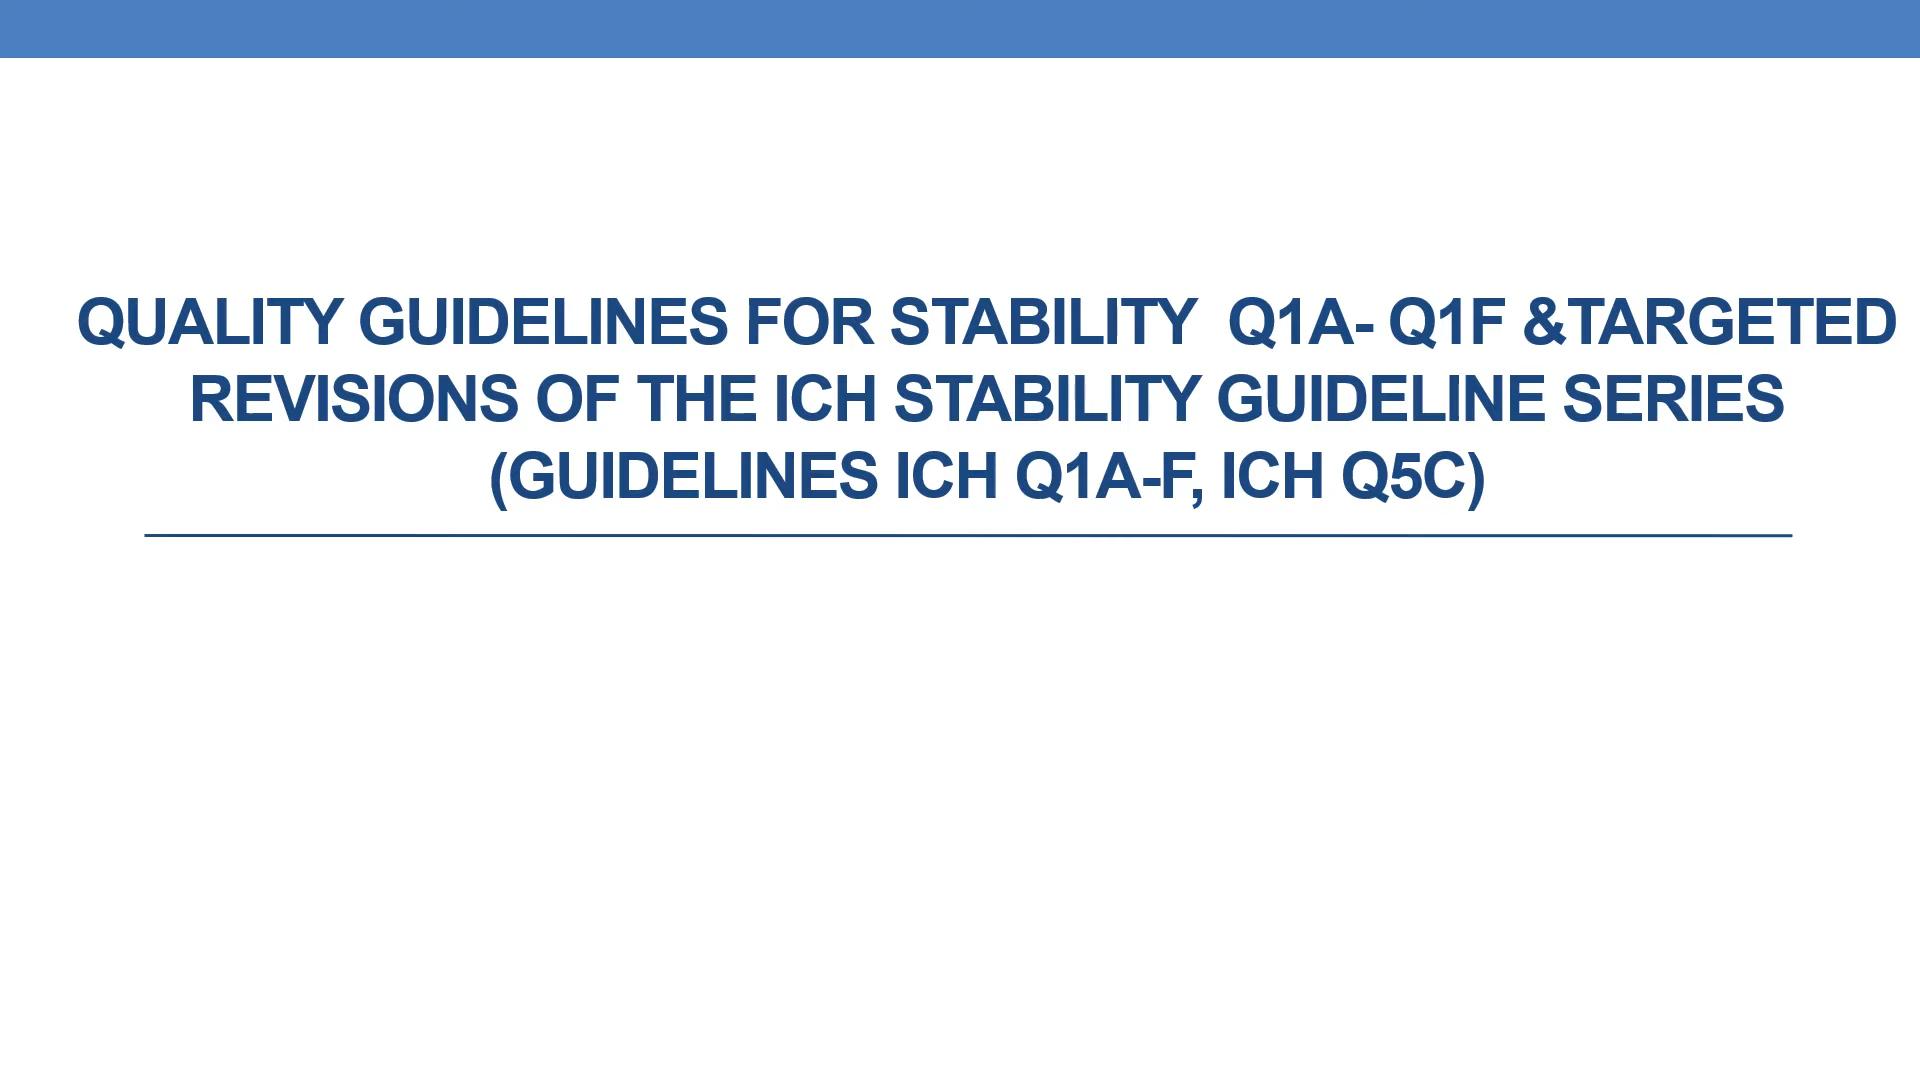 QUALITY GUIDELINES FOR STABILITY  Q1A- Q1F &TARGETED
REVISIONS OF THE ICH STABILITY GUIDELINE SERIES
(GUIDELINES ICH Q1A-F, ICH Q5C)